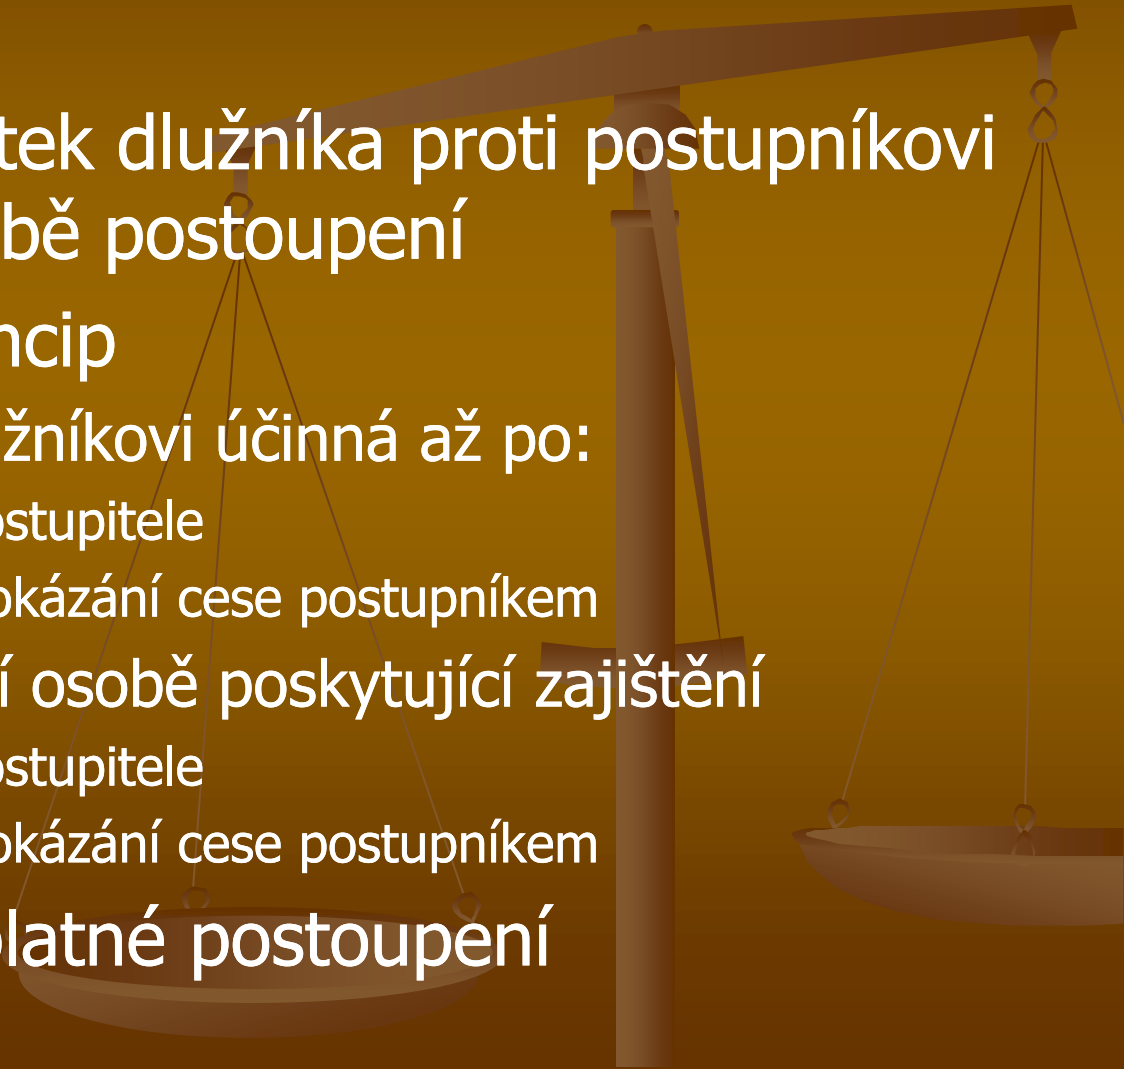 tek dlužníka proti postupníkovi
bě postoupení
ncip
žníkovi účinná až po:
ostupitele
okázání cese postupníkem
í osobě poskytující zajištění
ostupitele
okázání cese postupníkem
platné postoupení